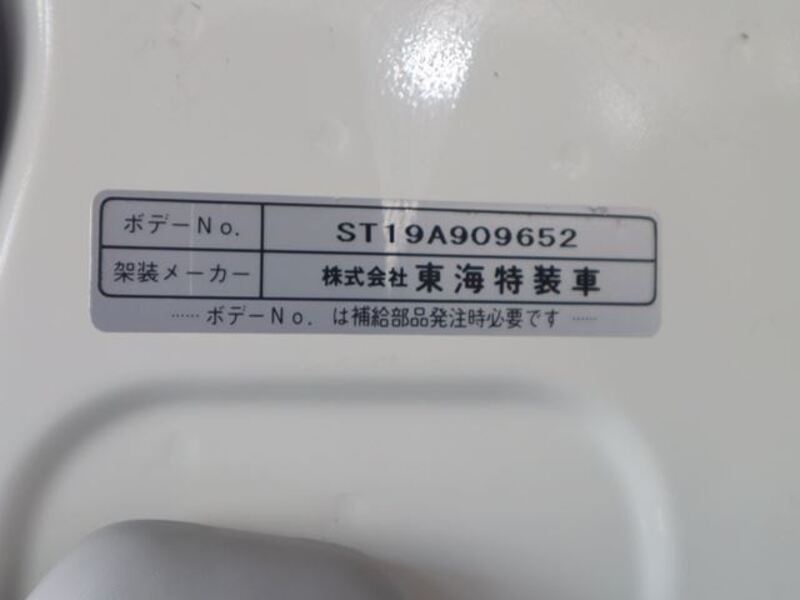 ボデーNo. ST19A909652
架装メーカー 株式会社 東海特装車
……ボデーNo. は補給部品発注時必要です……